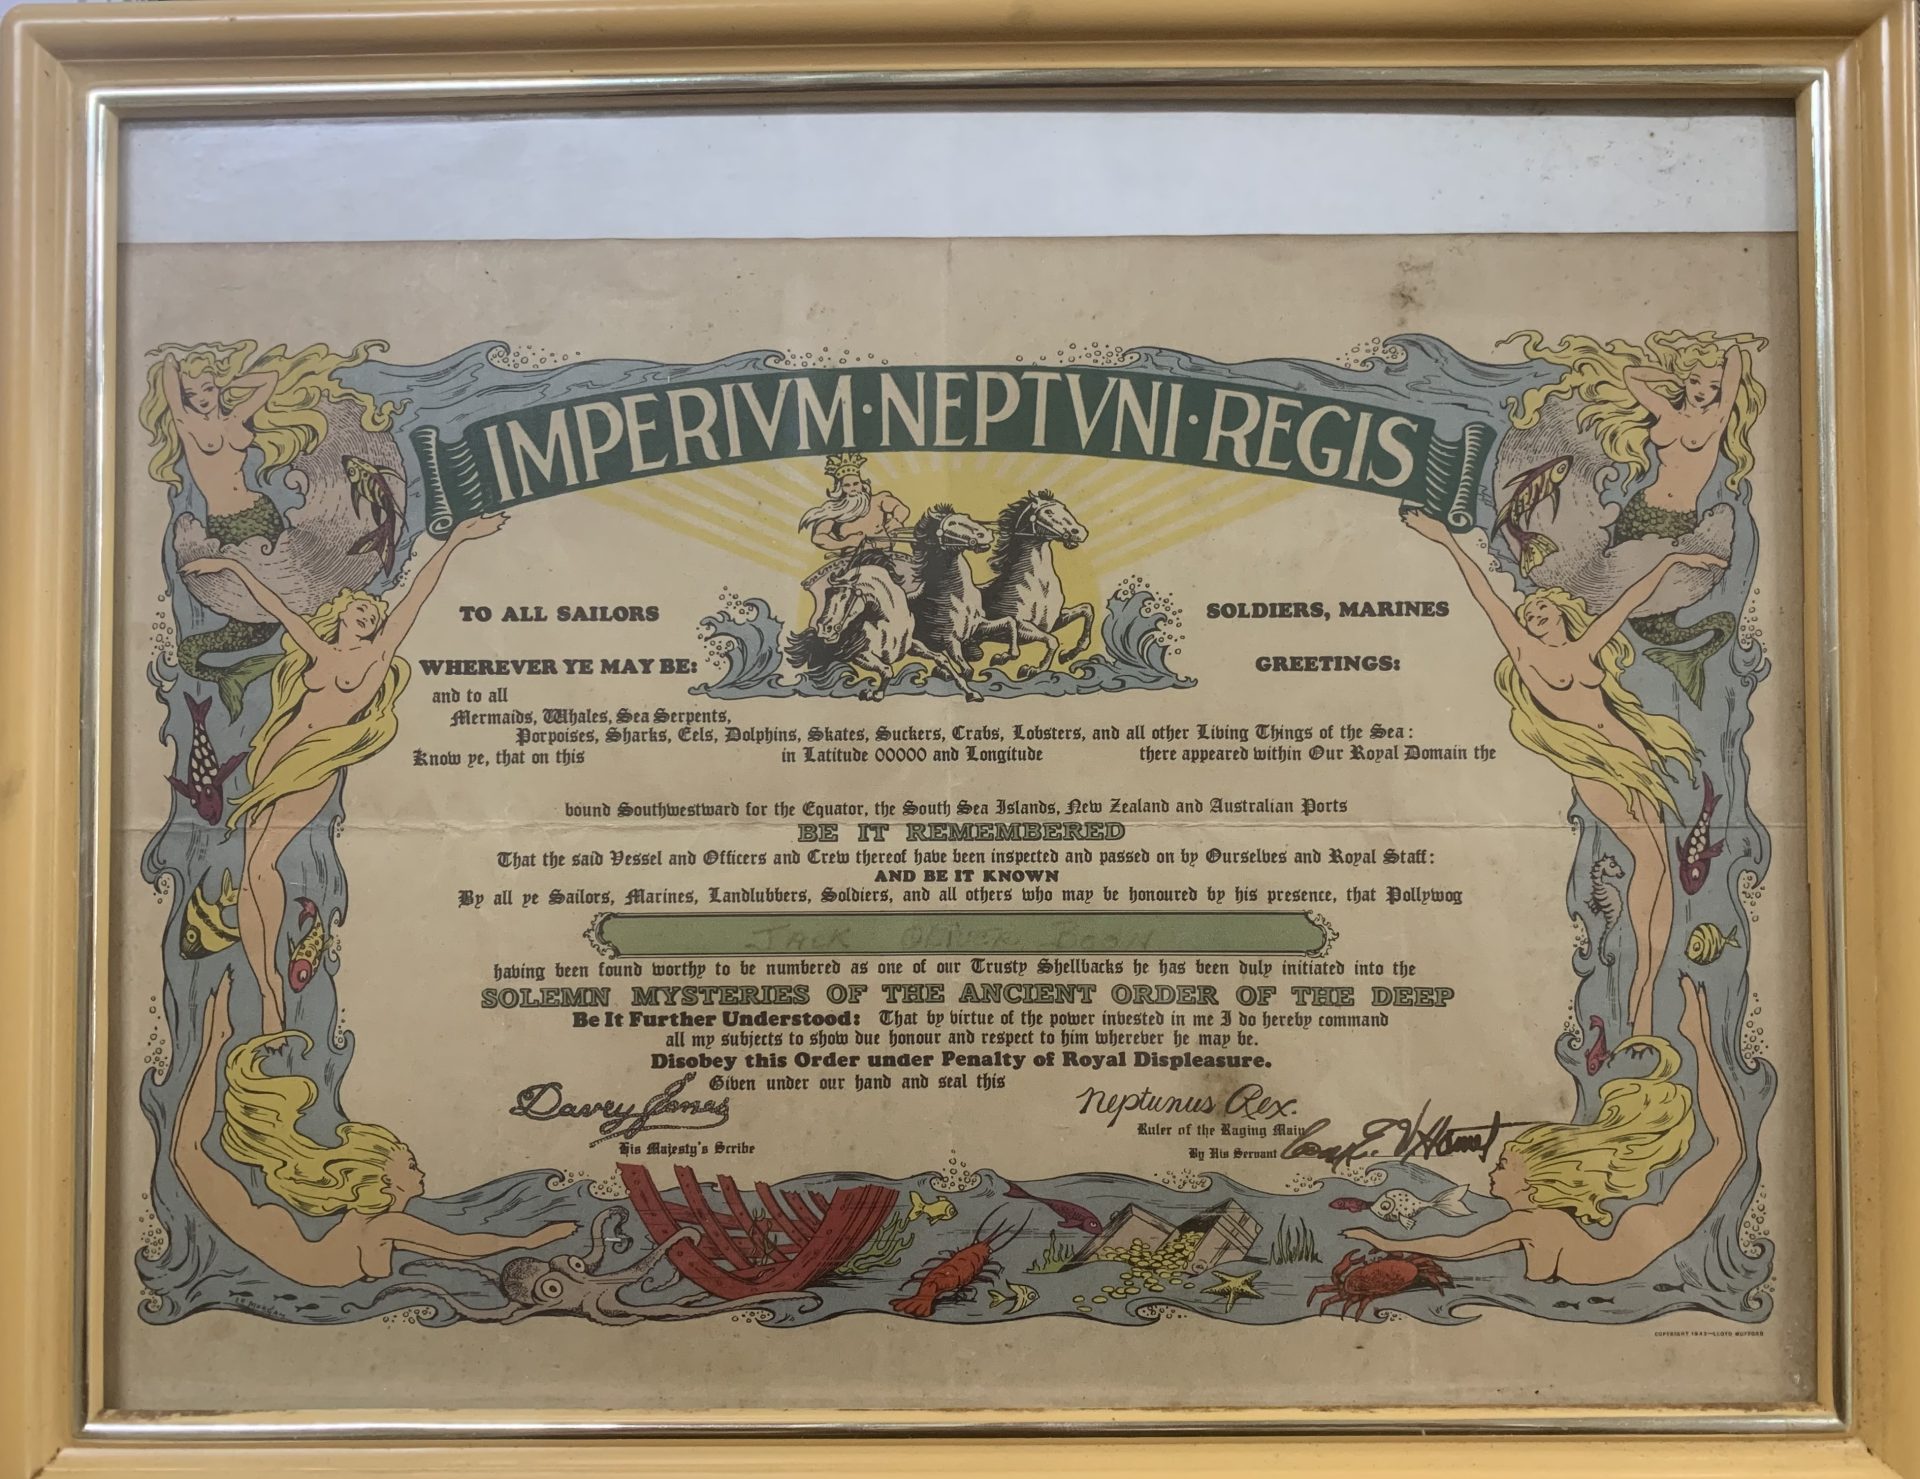 IMPERIVM·NEPTVNI·REGIS
TO ALL SAILORS SOLDIERS, MARINES
WHEREVER YE MAY BE: GREETINGS:
and to all
Mermaids, Whales, Sea Serpents,
Porpoises, Sharks, Eels, Dolphins, Skates, Suckers, Crabs, Lobsters, and all other Living Things of the Sea:
Know ye, that on this in Latitude 00000 and Longitude there appeared within Our Royal Domain the
bound Southwestward for the Equator, the South Sea Islands, New Zealand and Australian Ports
BE IT REMEMBERED
That the said Vessel and Officers and Crew thereof have been inspected and passed on by Ourselves and Royal Staff:
AND BE IT KNOWN
By all ye Sailors, Marines, Landlubbers, Soldiers, and all others who may be honoured by his presence, that Pollywog
JACK OLIVER BOON
having been found worthy to be numbered as one of our Trusty Shellbacks he has been duly initiated into the
SOLEMN MYSTERIES OF THE ANCIENT ORDER OF THE DEEP
Be It Further Understood: That by virtue of the power invested in me I do hereby command
all my subjects to show due honour and respect to him wherever he may be.
Disobey this Order under Penalty of Royal Displeasure.
Given under our hand and seal this
Davey Jones Neptunus Rex.
His Majesty's Scribe Ruler of the Raging Main
By His Servant
COPYRIGHT 1943—LLOYD MUFFORD